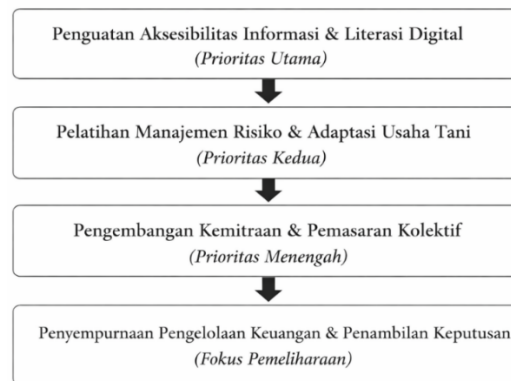 Penguatan Aksesibilitas Informasi & Literasi Digital
(Prioritas Utama)
Pelatihan Manajemen Risiko & Adaptasi Usaha Tani
(Prioritas Kedua)
Pengembangan Kemitraan & Pemasaran Kolektif
(Prioritas Menengah)
Penyempurnaan Pengelolaan Keuangan & Penambilan Keputusan
(Fokus Pemeliharaan)